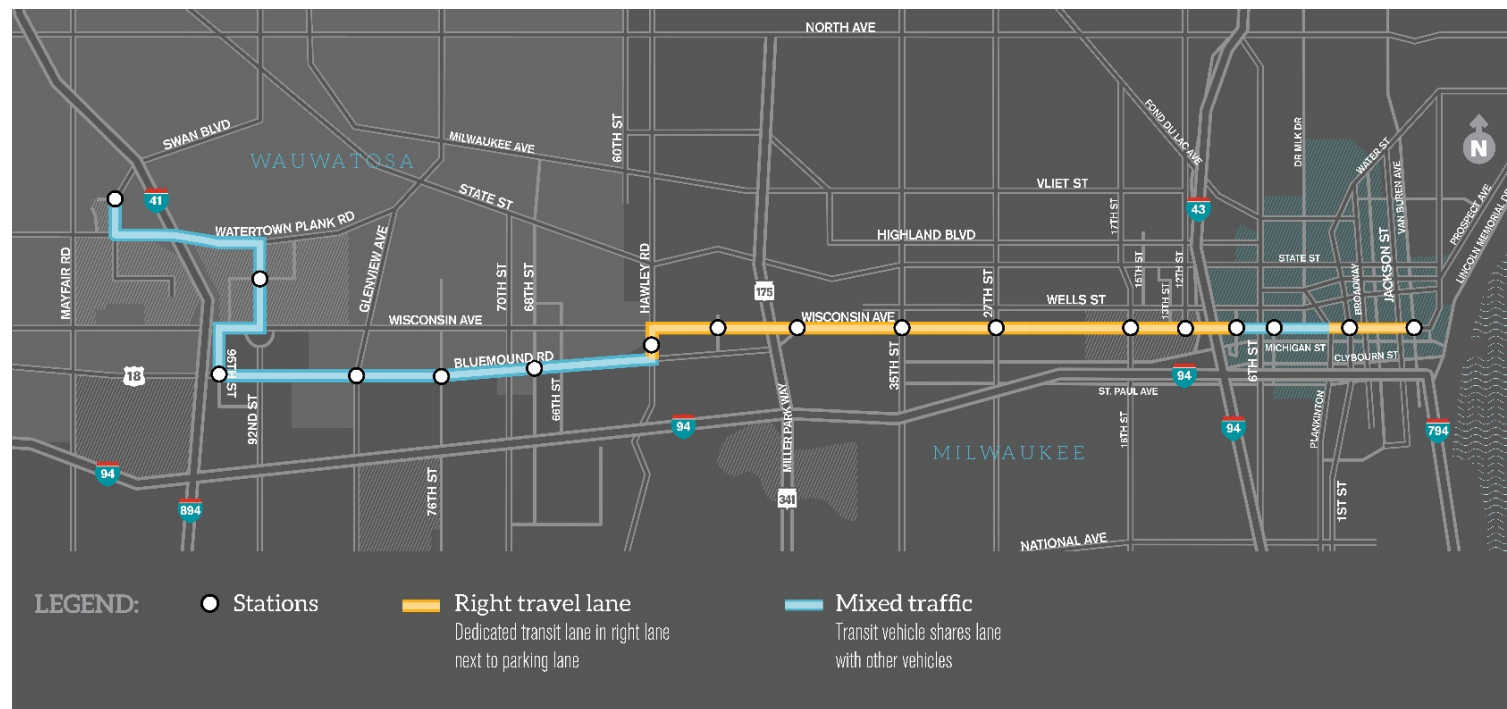 NORTH AVE
SWAN BLVD
WAUWATOSA
MILWAUKEE AVE
60TH ST
FOND DU LAC AVE
DR MLK DR
WATER ST
VAN BUREN AVE
N
41
STATE ST
VLIET ST
17TH ST
43
PROSPECT AVE
LINCOLN MEMORIAL DR
WATERTOWN PLANK RD
HIGHLAND BLVD
MAYFAIR RD
GLENVIEW AVE
70TH ST
68TH ST
HAWLEY RD
175
27TH ST
15TH ST
13TH ST
12TH ST
STATE ST
BROADWAY
JACKSON ST
WELLS ST
WISCONSIN AVE
WISCONSIN AVE
BLUEMOUND RD
35TH ST
6TH ST
MICHIGAN ST
CLYBOURN ST
18
95TH ST
92ND ST
66TH ST
94
ST. PAUL AVE
MILLER PARK WAY
94
94
PLANKINTON
794
MILWAUKEE
94
76TH ST
341
1ST ST
894
NATIONAL AVE
LEGEND:
Stations
Right travel lane
Dedicated transit lane in right lane
next to parking lane
Mixed traffic
Transit vehicle shares lane
with other vehicles